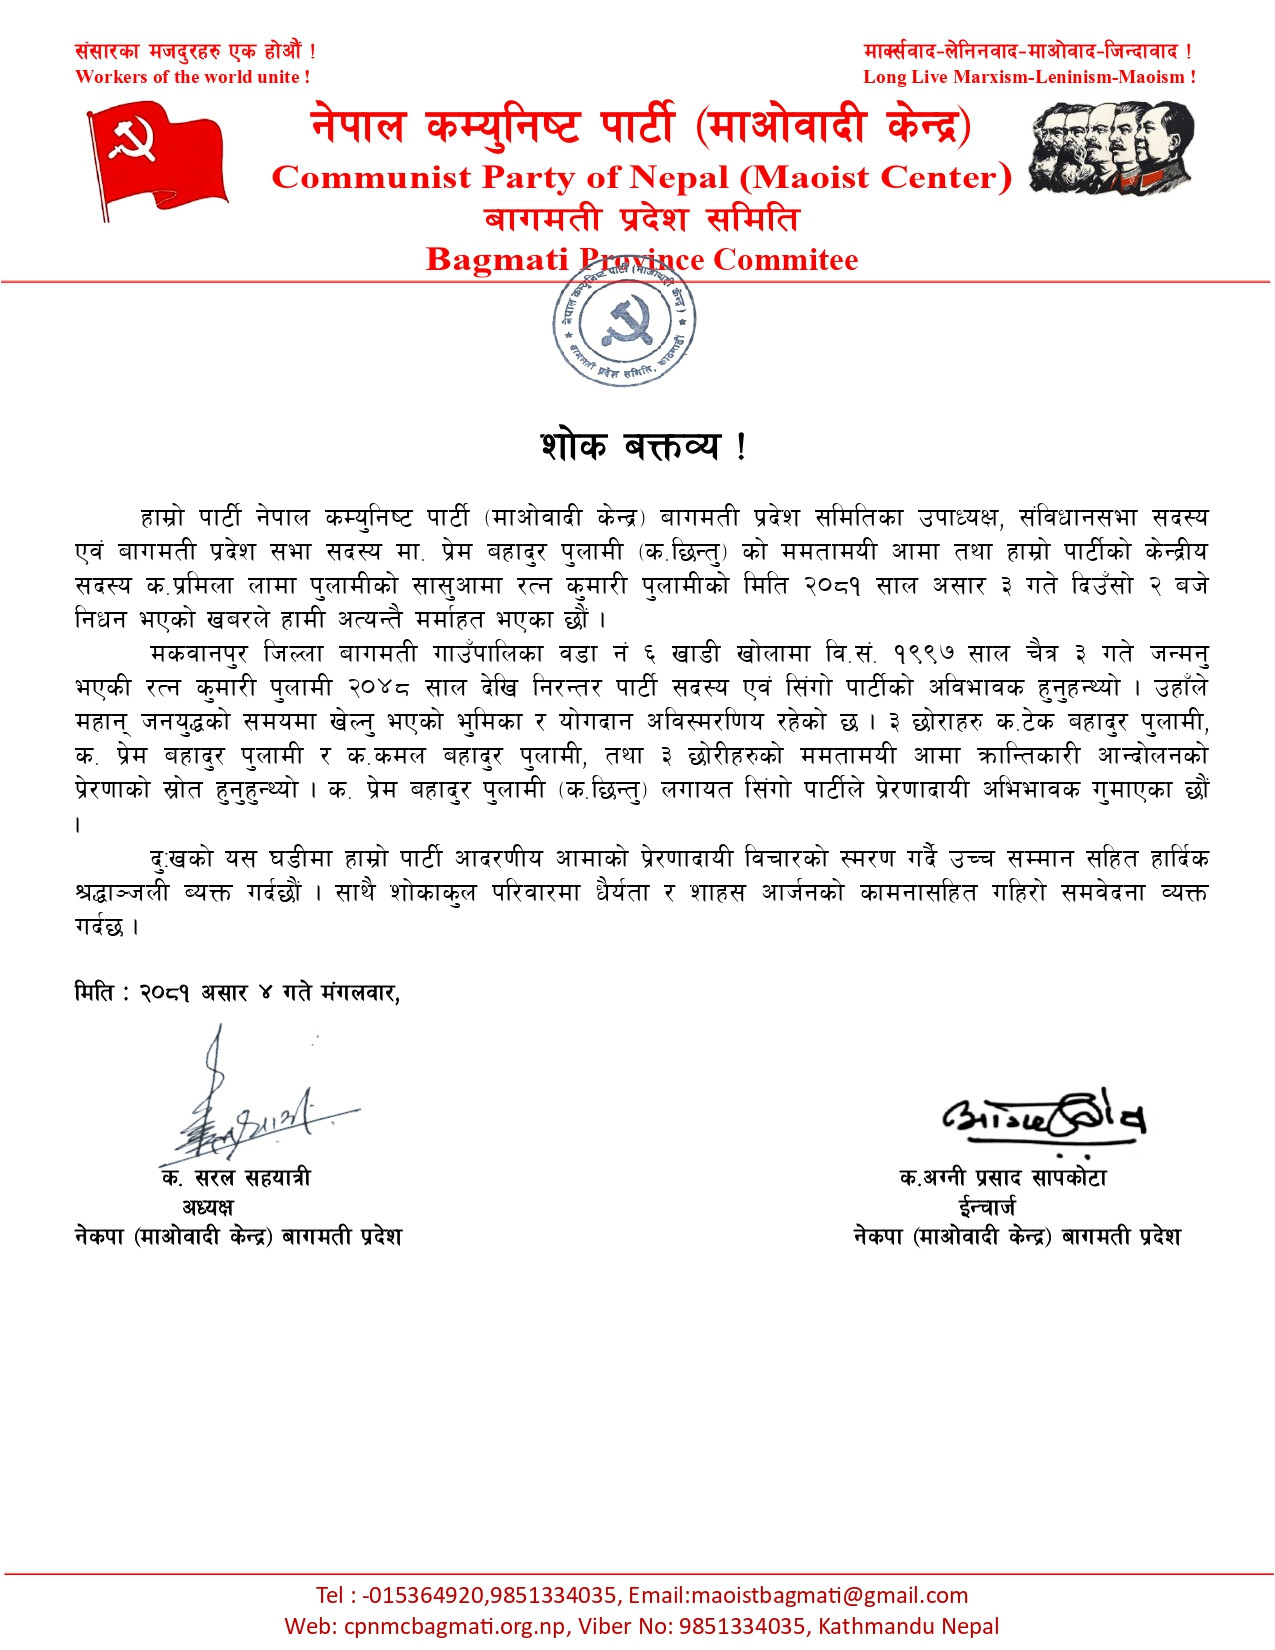 संसारका मजदुरहरु एक होऔं !
मार्क्सवाद-लेनिनवाद-माओवाद-जिन्दावाद !
Workers of the world unite !
Long Live Marxism-Leninism-Maoism !
नेपाल कम्युनिष्ट पार्टी (माओवादी केन्द्र)
Communist Party of Nepal (Maoist Center)
बागमती प्रदेश समिति
Bagmati Province Commitee
नेपाल कम्युनिष्ट पार्टी (माओवादी केन्द्र)
बागमती प्रदेश समिति, काठमाडौं
शोक बक्तव्य !
हाम्रो पार्टी नेपाल कम्युनिष्ट पार्टी (माओवादी केन्द्र) बागमती प्रदेश समितिका उपाध्यक्ष, संविधानसभा सदस्य
एवं बागमती प्रदेश सभा सदस्य मा. प्रेम बहादुर पुलामी (क.छिन्तु) को ममतामयी आमा तथा हाम्रो पार्टीको केन्द्रीय
सदस्य क.प्रमिला लामा पुलामीको सासुआमा रत्न कुमारी पुलामीको मिति २०८१ साल असार ३ गते दिउँसो २ बजे
निधन भएको खबरले हामी अत्यन्तै मर्माहत भएका छौं ।
मकवानपुर जिल्ला बागमती गाउँपालिका वडा नं ६ खाडी खोलामा वि.सं. १९९७ साल चैत्र ३ गते जन्मनु
भएकी रत्न कुमारी पुलामी २०४८ साल देखि निरन्तर पार्टी सदस्य एवं सिंगो पार्टीको अविभावक हुनुहन्थ्यो । उहाँले
महान् जनयुद्धको समयमा खेल्नु भएको भुमिका र योगदान अविस्मरणिय रहेको छ । ३ छोराहरु क.टेक बहादुर पुलामी,
क. प्रेम बहादुर पुलामी र क.कमल बहादुर पुलामी, तथा ३ छोरीहरुको ममतामयी आमा क्रान्तिकारी आन्दोलनको
प्रेरणाको स्रोत हुनुहुन्थ्यो । क. प्रेम बहादुर पुलामी (क.छिन्तु) लगायत सिंगो पार्टीले प्रेरणादायी अभिभावक गुमाएका छौं
।
दु:खको यस घडीमा हाम्रो पार्टी आदरणीय आमाको प्रेरणादायी विचारको स्मरण गर्दै उच्च सम्मान सहित हार्दिक
श्रद्धाञ्जली ब्यक्त गर्दछौं । साथै शोकाकुल परिवारमा धैर्यता र शाहस आर्जनको कामनासहित गहिरो समवेदना व्यक्त
गर्दछ ।
मिति : २०८१ असार ४ गते मंगलवार,
क. सरल सहयात्री
क.अग्नी प्रसाद सापकोटा
अध्यक्ष
ईन्चार्ज
नेकपा (माओवादी केन्द्र) बागमती प्रदेश
नेकपा (माओवादी केन्द्र) बागमती प्रदेश
Tel : -015364920,9851334035, Email:maoistbagmati@gmail.com
Web: cpnmcbagmati.org.np, Viber No: 9851334035, Kathmandu Nepal